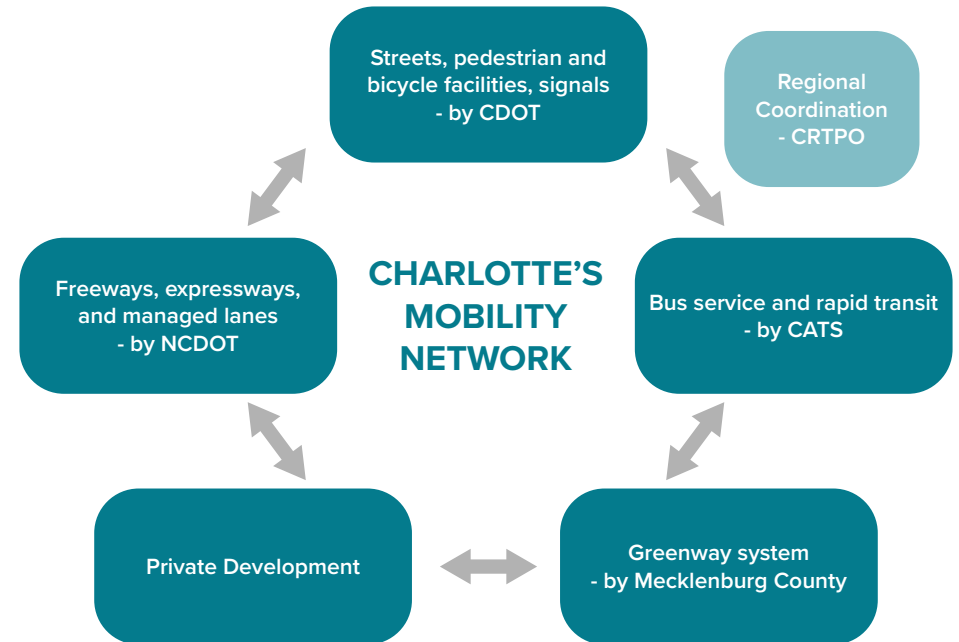 Streets, pedestrian and
bicycle facilities, signals
- by CDOT
Regional
Coordination
- CRTPO
Freeways, expressways,
and managed lanes
- by NCDOT
CHARLOTTE’S
MOBILITY
NETWORK
Bus service and rapid transit
- by CATS
Private Development
Greenway system
- by Mecklenburg County